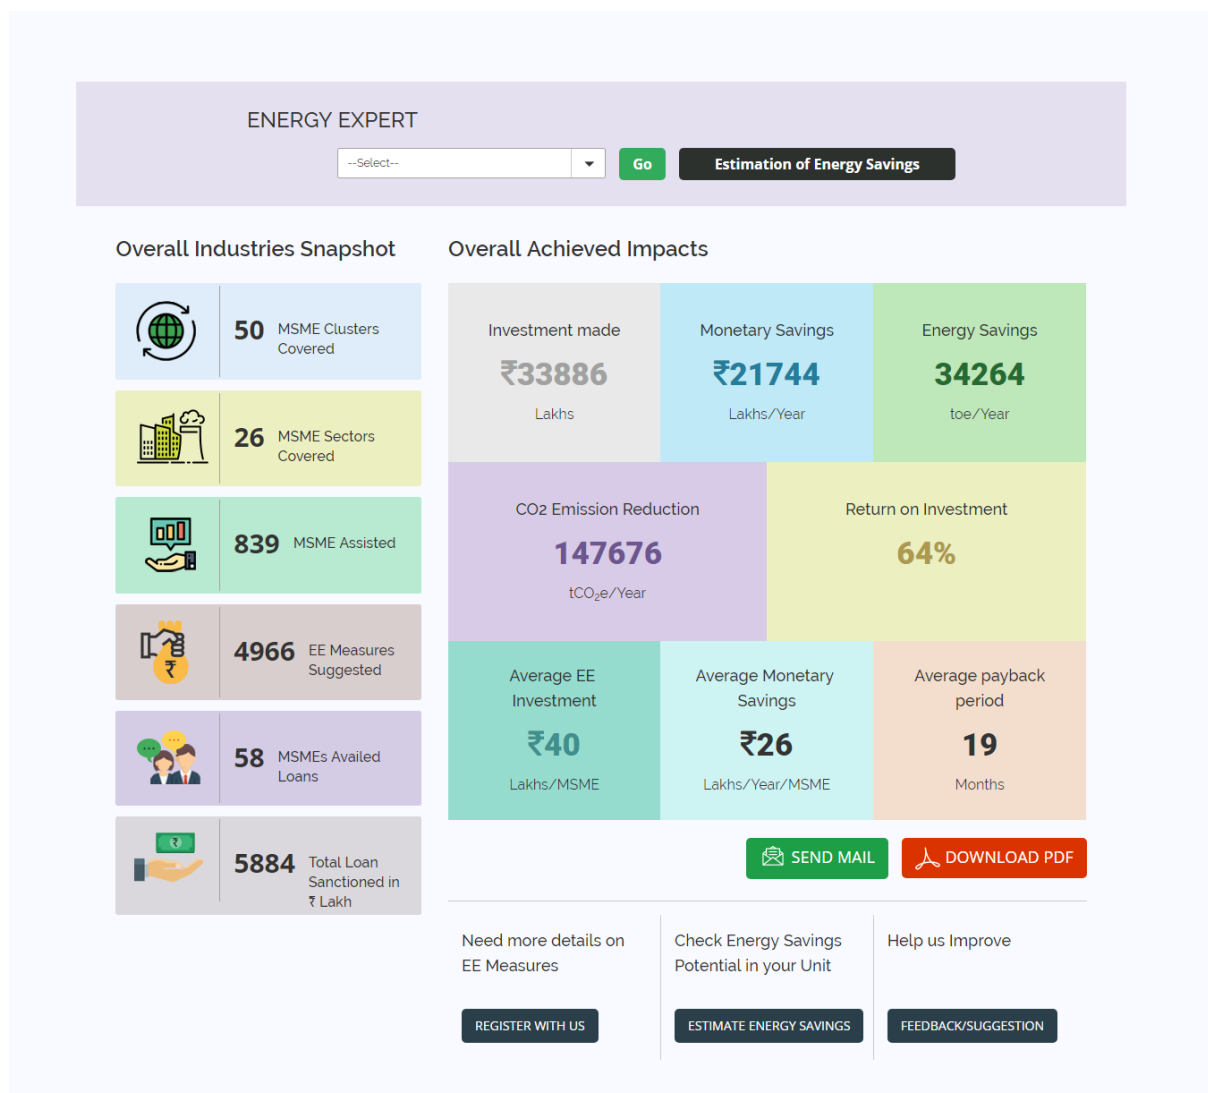 ENERGY EXPERT
--Select--
Go
Estimation of Energy Savings
Overall Industries Snapshot
50 MSME Clusters
Covered
26 MSME Sectors
Covered
839 MSME Assisted
4966 EE Measures
Suggested
₹
58 MSMEs Availed
Loans
₹
5884 Total Loan
Sanctioned in
₹ Lakh
Overall Achieved Impacts
Investment made
₹33886
Lakhs
Monetary Savings
₹21744
Lakhs/Year
Energy Savings
34264
toe/Year
CO2 Emission Reduction
147676
tCO₂e/Year
Return on Investment
64%
Average EE
Investment
₹40
Lakhs/MSME
Average Monetary
Savings
₹26
Lakhs/Year/MSME
Average payback
period
19
Months
SEND MAIL
DOWNLOAD PDF
Need more details on
EE Measures
REGISTER WITH US
Check Energy Savings
Potential in your Unit
ESTIMATE ENERGY SAVINGS
Help us Improve
FEEDBACK/SUGGESTION